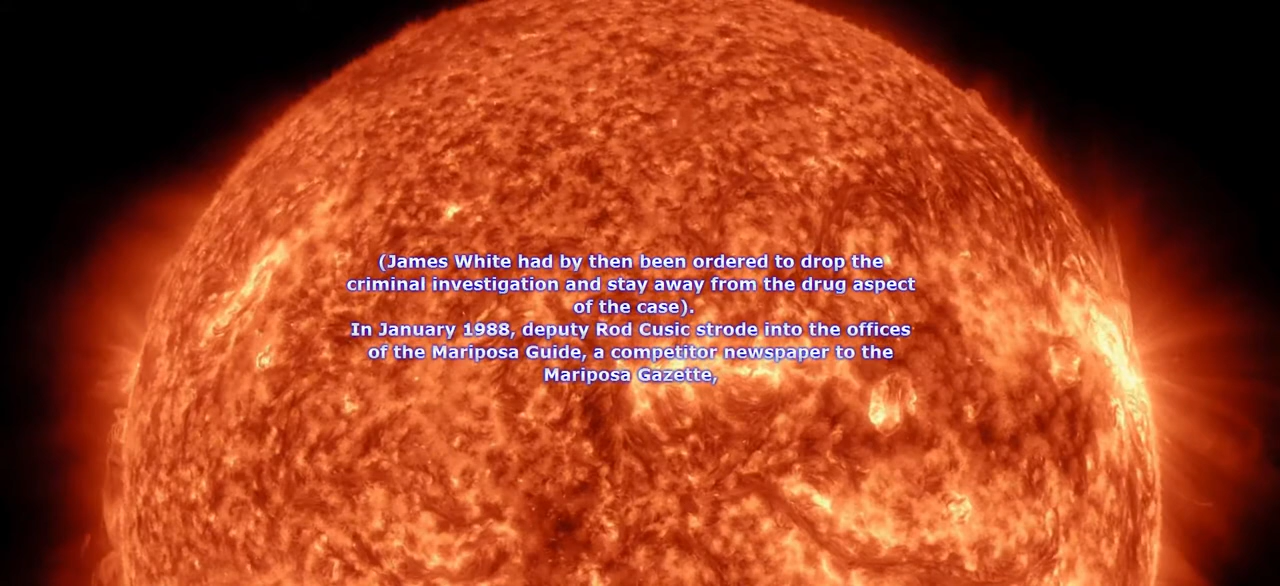 (James White had by then been ordered to drop the
criminal investigation and stay away from the drug aspect
of the case).
In January 1988, deputy Rod Cusic strode into the offices
of the Mariposa Guide, a competitor newspaper to the
Mariposa Gazette,